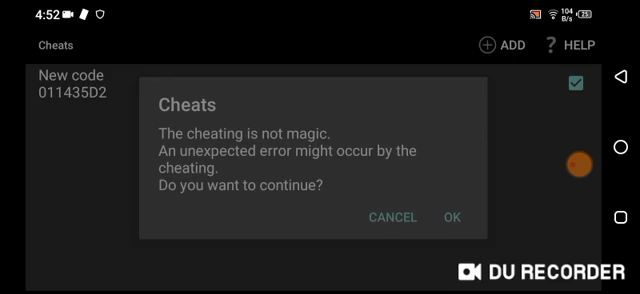 4:52
104
B/s
25
Cheats
ADD
? HELP
New code
011435D2
Cheats
The cheating is not magic.
An unexpected error might occur by the
cheating.
Do you want to continue?
CANCEL
OK
DU RECORDER